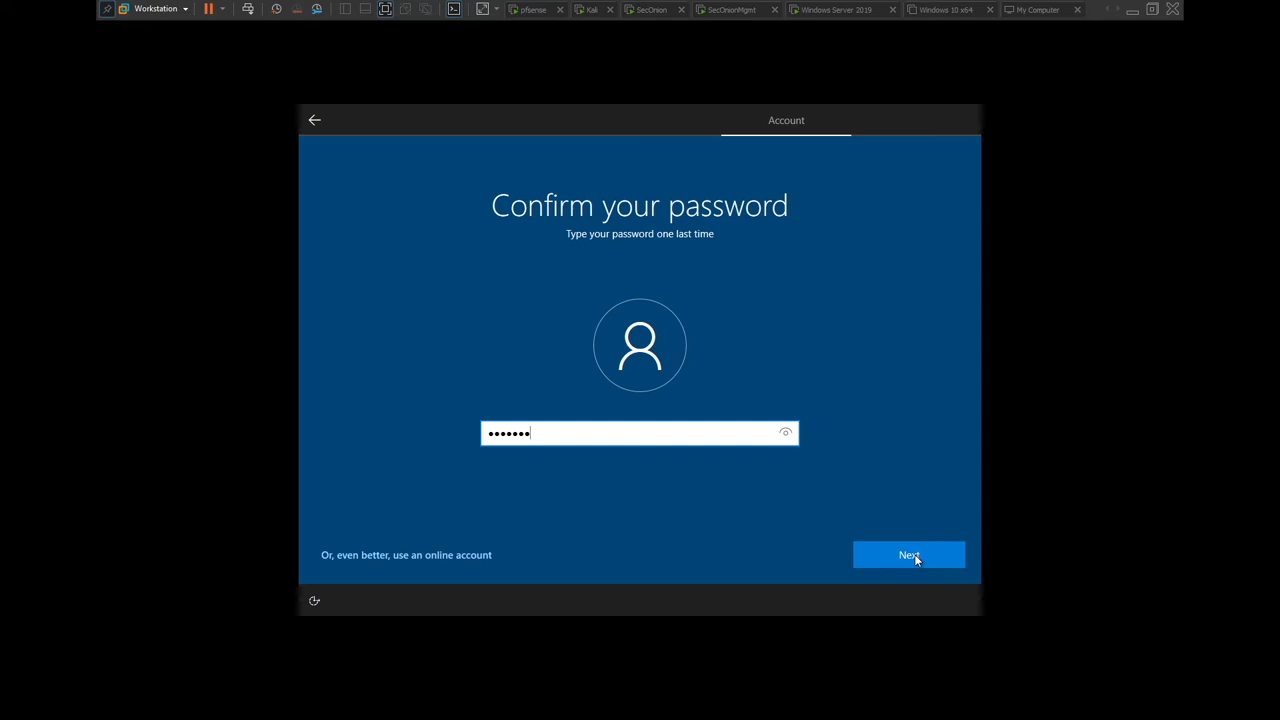 Workstation pfsense Kali SecOnion SecOnionMgmt Windows Server 2019 Windows 10 x64 My Computer
Account
Confirm your password
Type your password one last time
Or, even better, use an online account
Next